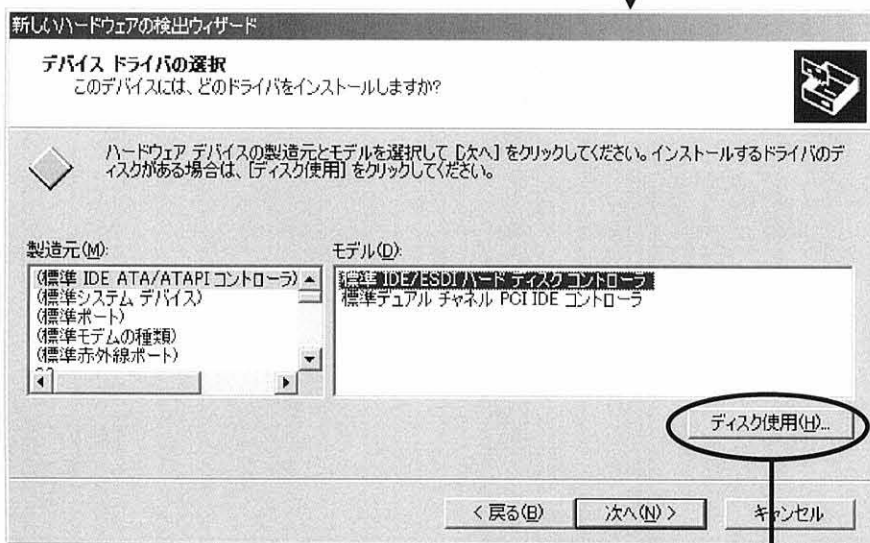 新しいハードウェアの検出ウィザード
デバイス ドライバの選択
このデバイスには、どのドライバをインストールしますか?
ハードウェア デバイスの製造元とモデルを選択して [次へ] をクリックしてください。インストールするドライバのデ
ィスクがある場合は、[ディスク使用] をクリックしてください。
製造元(M):
モデル(D):
(標準 IDE ATA/ATAPI コントローラ)
(標準システム デバイス)
(標準ポート)
(標準モデムの種類)
(標準赤外線ポート)
標準 IDE/ESDI ハード ディスク コントローラ
標準デュアル チャネル PCI IDE コントローラ
ディスク使用(H)...
< 戻る(B)
次へ(N) >
キャンセル